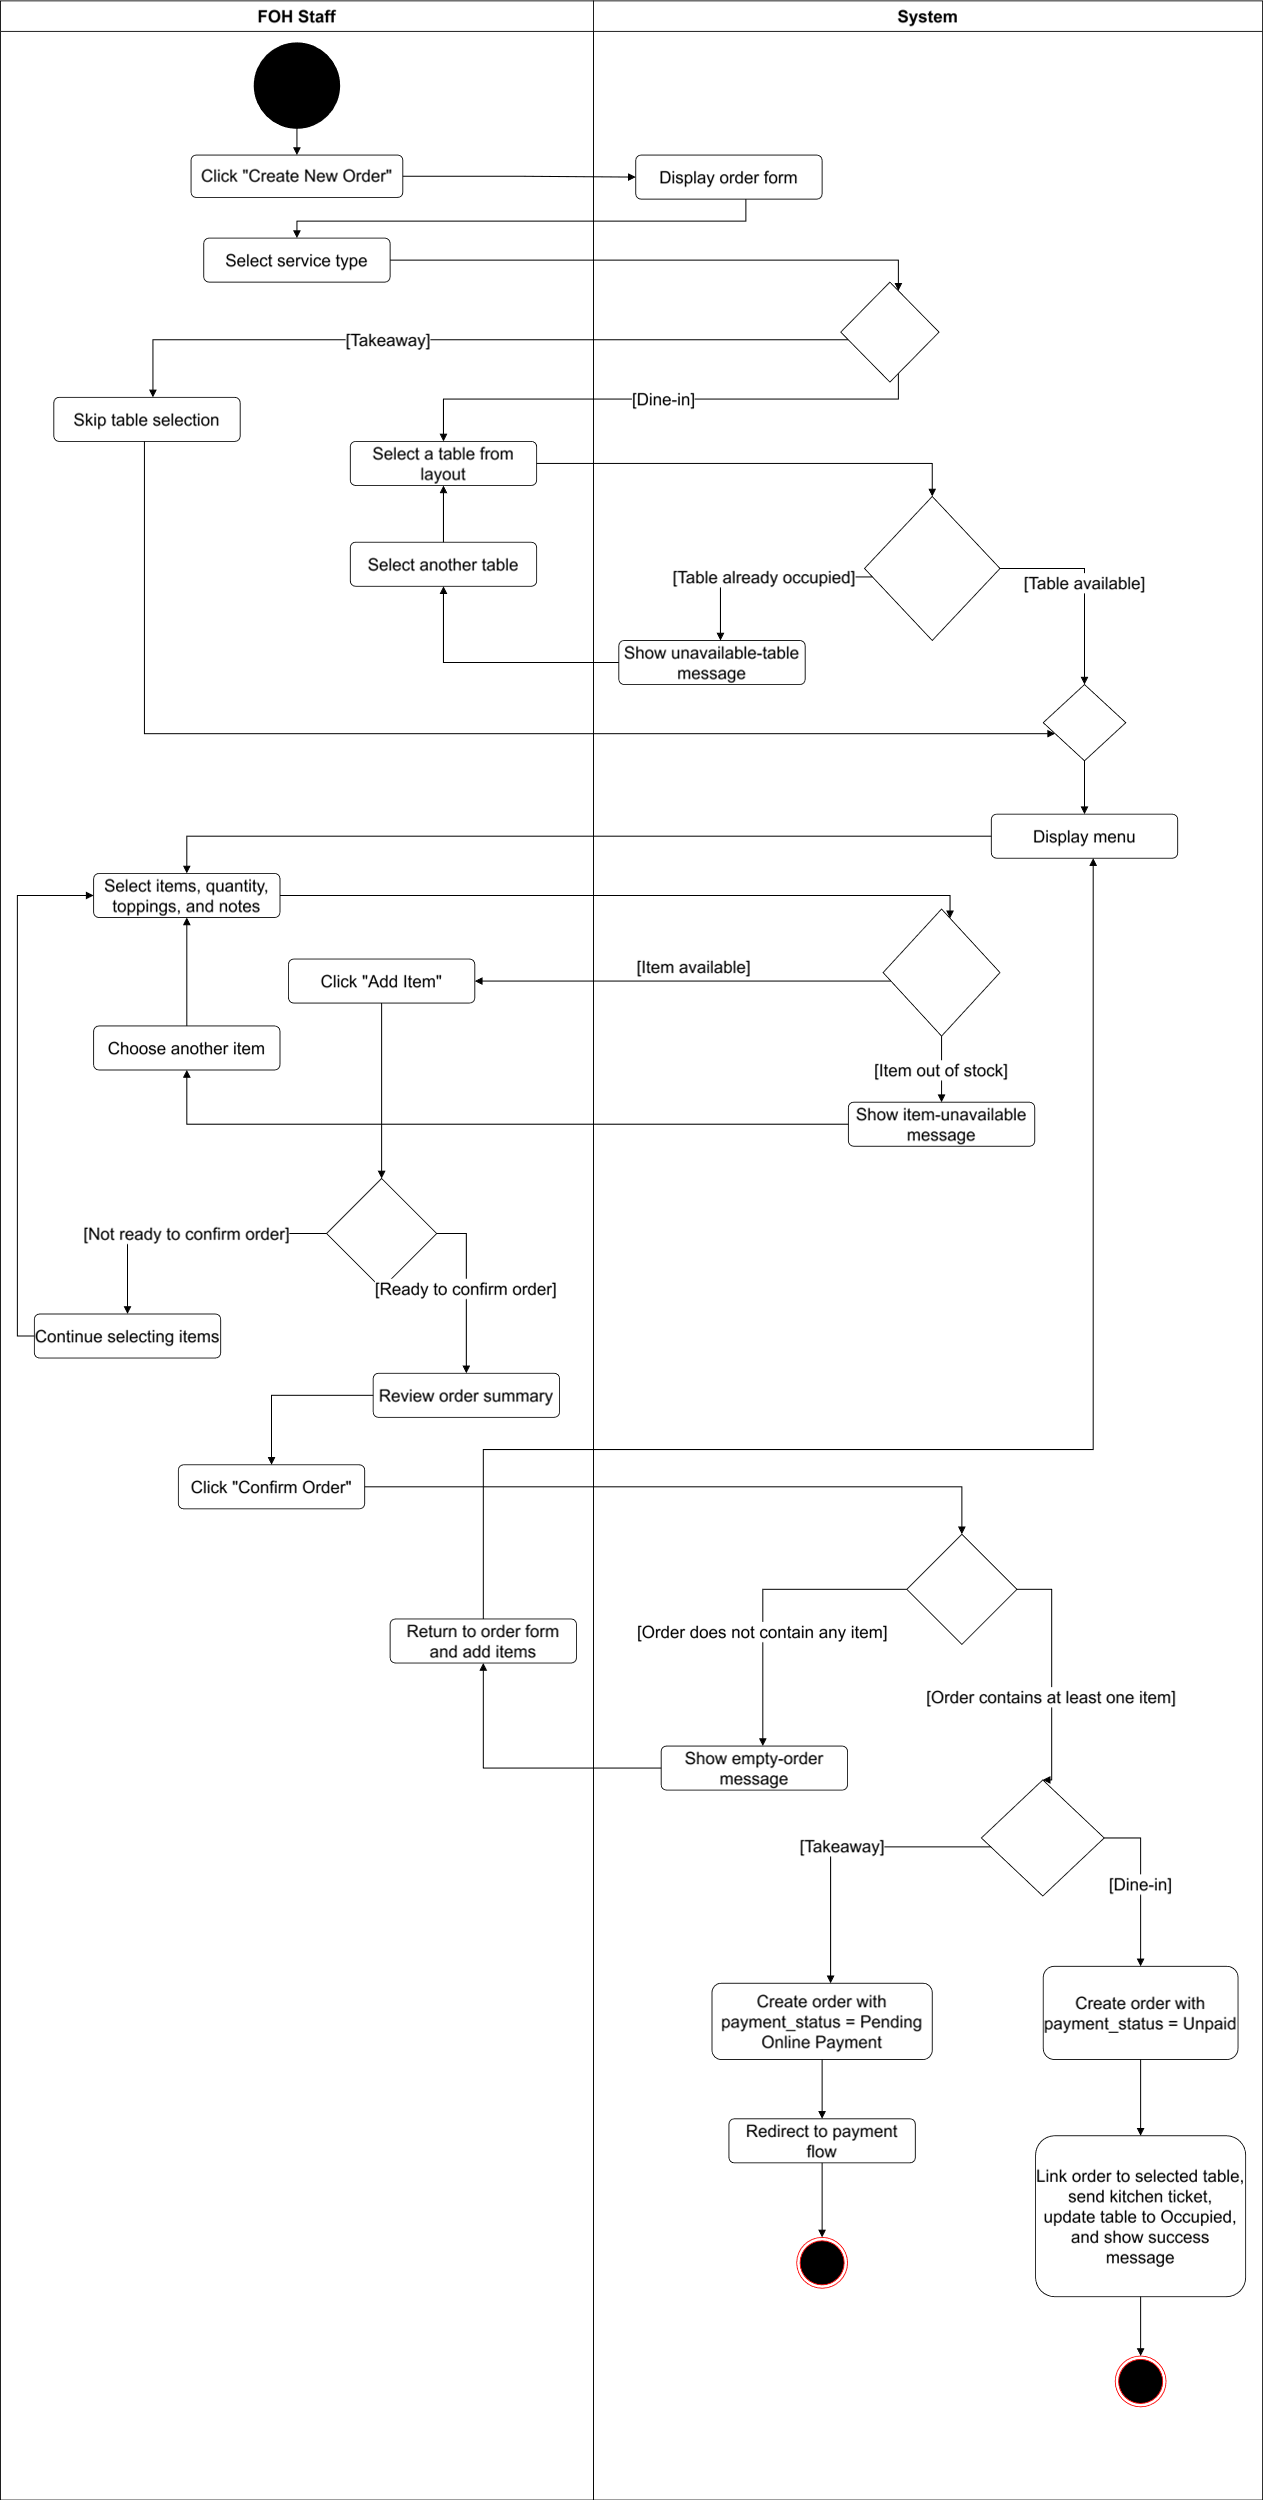 FOH Staff
System
Click "Create New Order"
Display order form
Select service type
[Takeaway]
Skip table selection
[Dine-in]
Select a table from
layout
Select another table
[Table already occupied]
[Table available]
Show unavailable-table
message
Display menu
Select items, quantity,
toppings, and notes
[Item available]
Click "Add Item"
Choose another item
[Item out of stock]
Show item-unavailable
message
[Not ready to confirm order]
[Ready to confirm order]
Continue selecting items
Review order summary
Click "Confirm Order"
Return to order form
and add items
[Order does not contain any item]
[Order contains at least one item]
Show empty-order
message
[Takeaway]
[Dine-in]
Create order with
payment_status = Pending
Online Payment
Create order with
payment_status = Unpaid
Redirect to payment
flow
Link order to selected table,
send kitchen ticket,
update table to Occupied,
and show success
message